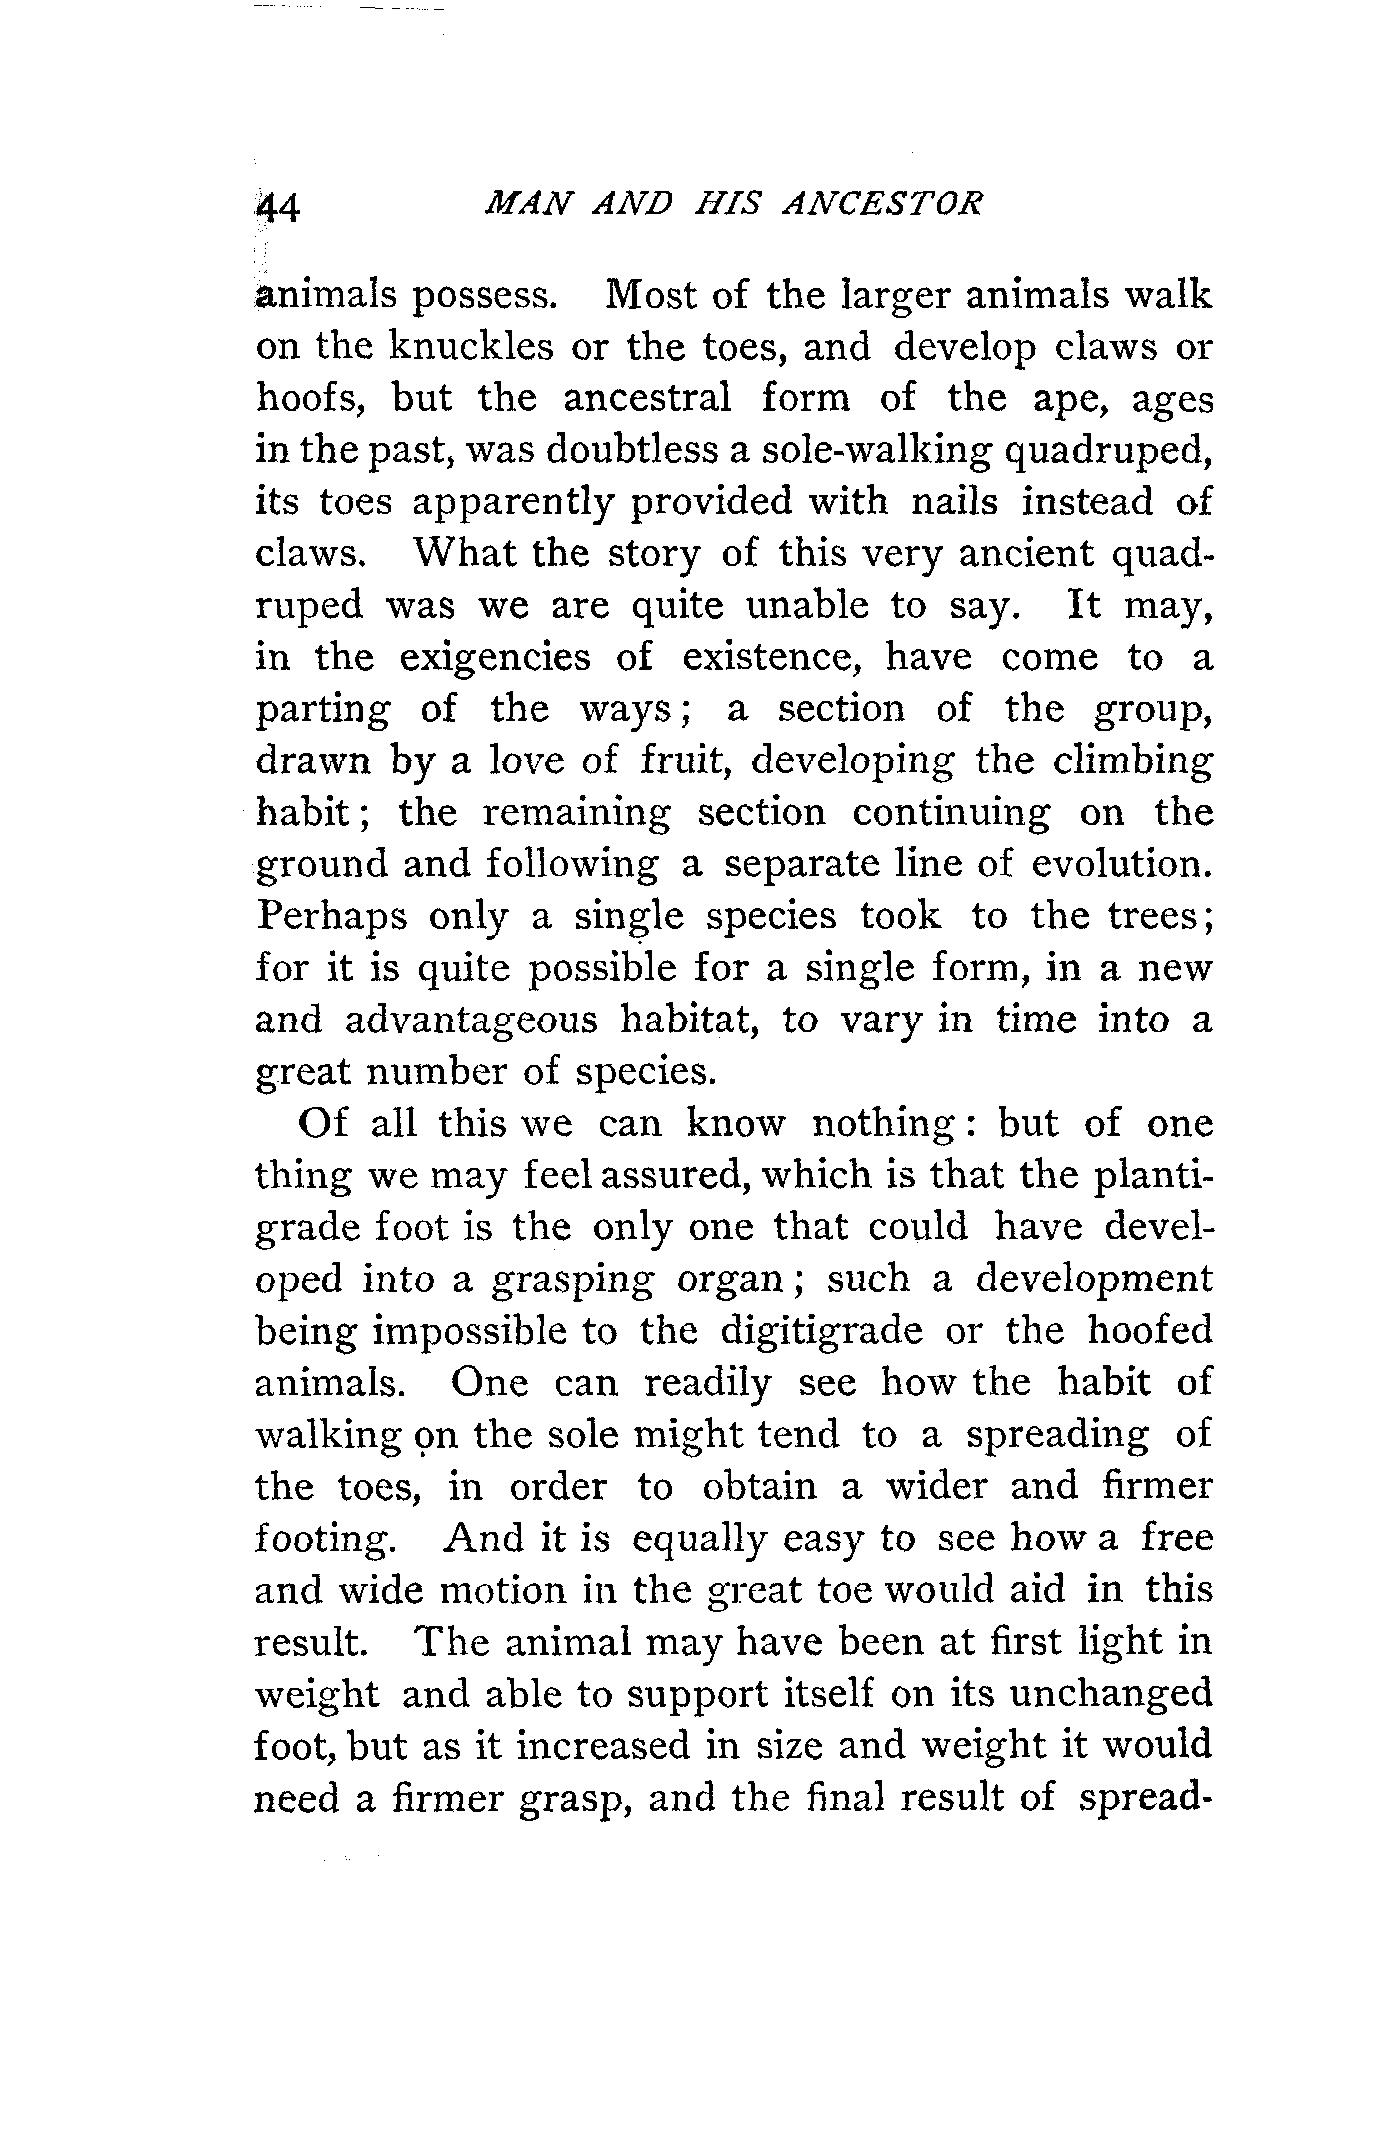 44 MAN AND HIS ANCESTOR
animals possess. Most of the larger animals walk
on the knuckles or the toes, and develop claws or
hoofs, but the ancestral form of the ape, ages
in the past, was doubtless a sole-walking quadruped,
its toes apparently provided with nails instead of
claws. What the story of this very ancient quad-
ruped was we are quite unable to say. It may,
in the exigencies of existence, have come to a
parting of the ways; a section of the group,
drawn by a love of fruit, developing the climbing
habit; the remaining section continuing on the
ground and following a separate line of evolution.
Perhaps only a single species took to the trees;
for it is quite possible for a single form, in a new
and advantageous habitat, to vary in time into a
great number of species.
Of all this we can know nothing: but of one
thing we may feel assured, which is that the planti-
grade foot is the only one that could have devel-
oped into a grasping organ; such a development
being impossible to the digitigrade or the hoofed
animals. One can readily see how the habit of
walking on the sole might tend to a spreading of
the toes, in order to obtain a wider and firmer
footing. And it is equally easy to see how a free
and wide motion in the great toe would aid in this
result. The animal may have been at first light in
weight and able to support itself on its unchanged
foot, but as it increased in size and weight it would
need a firmer grasp, and the final result of spread-